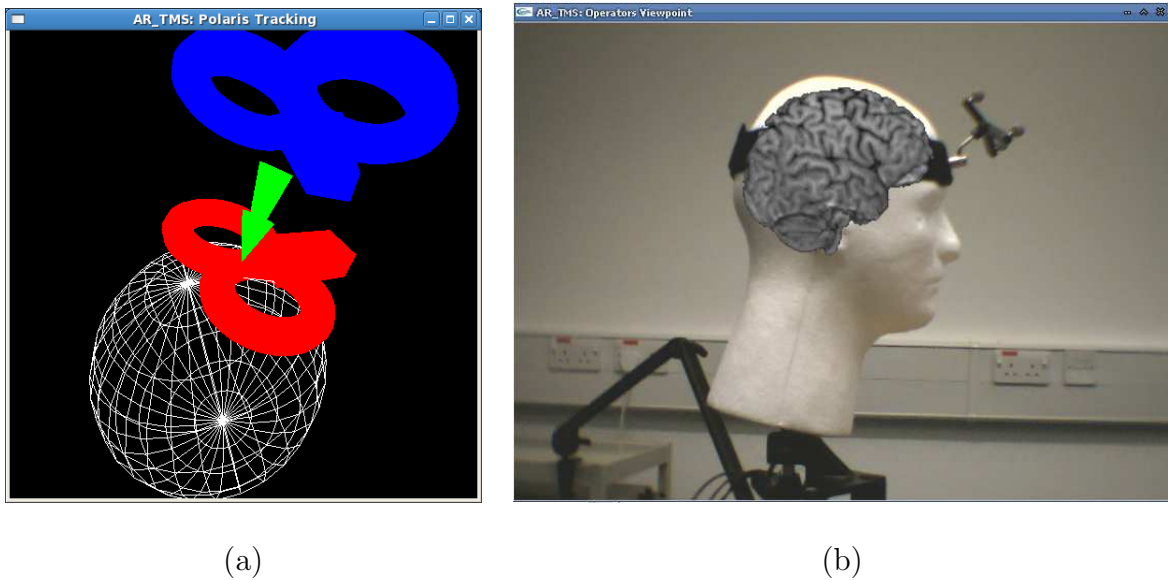 AR_TMS: Polaris Tracking
AR_TMS: Operators Viewpoint
(a)
(b)